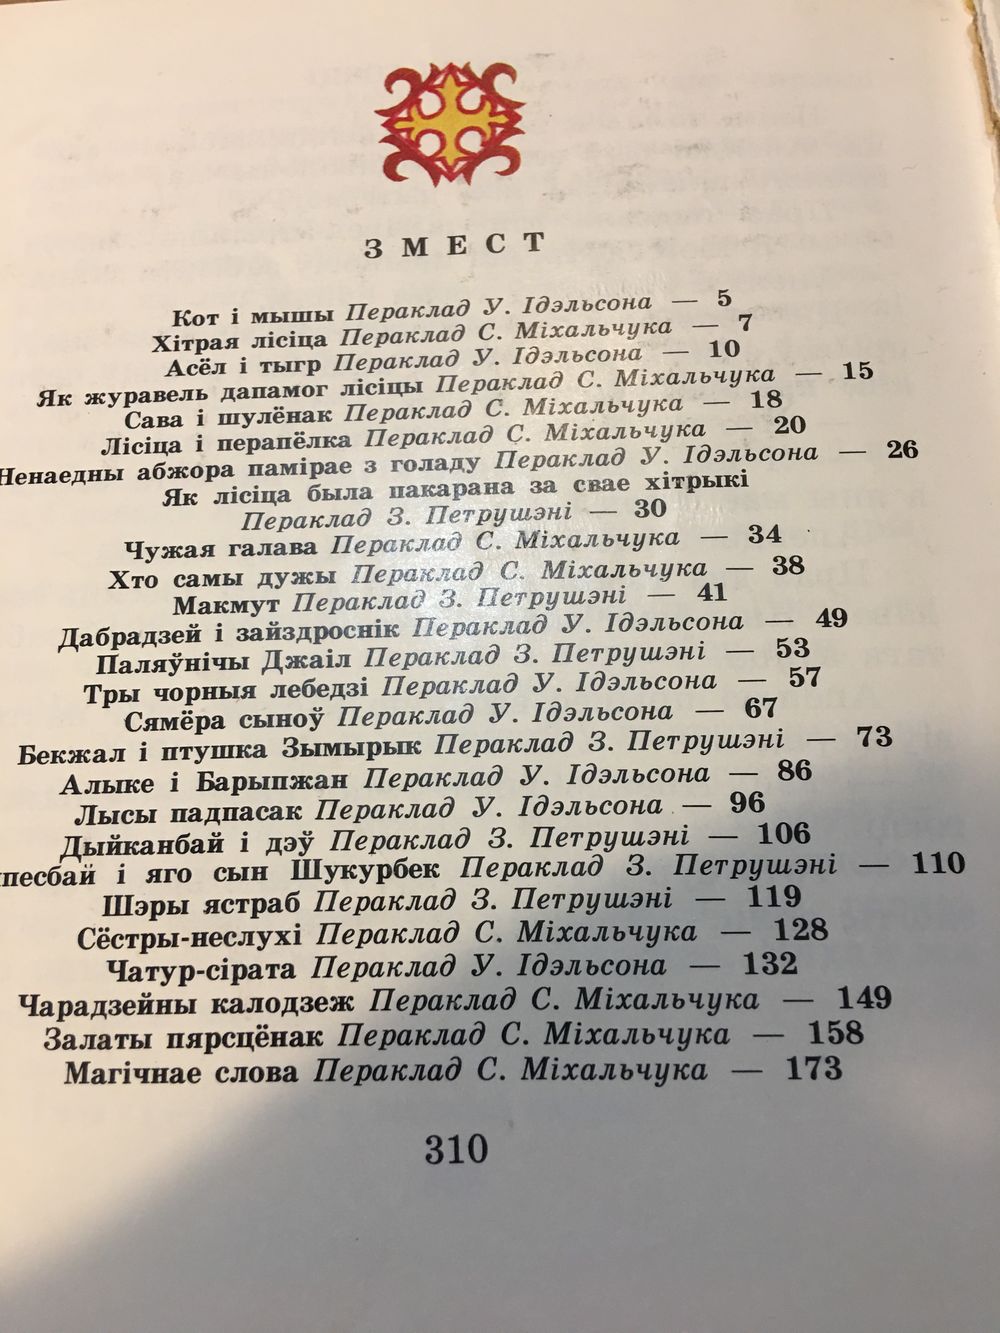 ЗМЕСТ
Кот і мышы Пераклад У. Ідэльсона — 5
Хітрая лісіца Пераклад С. Міхальчука — 7
Асёл і тыгр Пераклад У. Ідэльсона — 10
Як журавель дапамог лісіцы Пераклад С. Міхальчука — 15
Сава і шулёнак Пераклад С. Міхальчука — 18
Лісіца і перапёлка Пераклад С. Міхальчука — 20
Ненаедны абжора памірае з голаду Пераклад У. Ідэльсона — 26
Як лісіца была пакарана за свае хітрыкі
Пераклад З. Петрушэні — 30
Чужая галава Пераклад С. Міхальчука — 34
Хто самы дужы Пераклад С. Міхальчука — 38
Макмут Пераклад З. Петрушэні — 41
Дабрадзей і зайздроснік Пераклад У. Ідэльсона — 49
Паляўнічы Джаіл Пераклад З. Петрушэні — 53
Тры чорныя лебедзі Пераклад У. Ідэльсона — 57
Сямёра сыноў Пераклад У. Ідэльсона — 67
Бекжал і птушка Зымырык Пераклад З. Петрушэні — 73
Алыке і Барыпжан Пераклад У. Ідэльсона — 86
Лысы падпасак Пераклад У. Ідэльсона — 96
Дыйканбай і дэў Пераклад З. Петрушэні — 106
і яго сын Шукурбек Пераклад З. Петрушэні — 110
Шэры ястраб Пераклад З. Петрушэні — 119
Сёстры-неслухі Пераклад С. Міхальчука — 128
Чатур-сірата Пераклад У. Ідэльсона — 132
Чарадзейны калодзеж Пераклад С. Міхальчука — 149
Залаты пярсцёнак Пераклад С. Міхальчука — 158
Магічнае слова Пераклад С. Міхальчука — 173
310